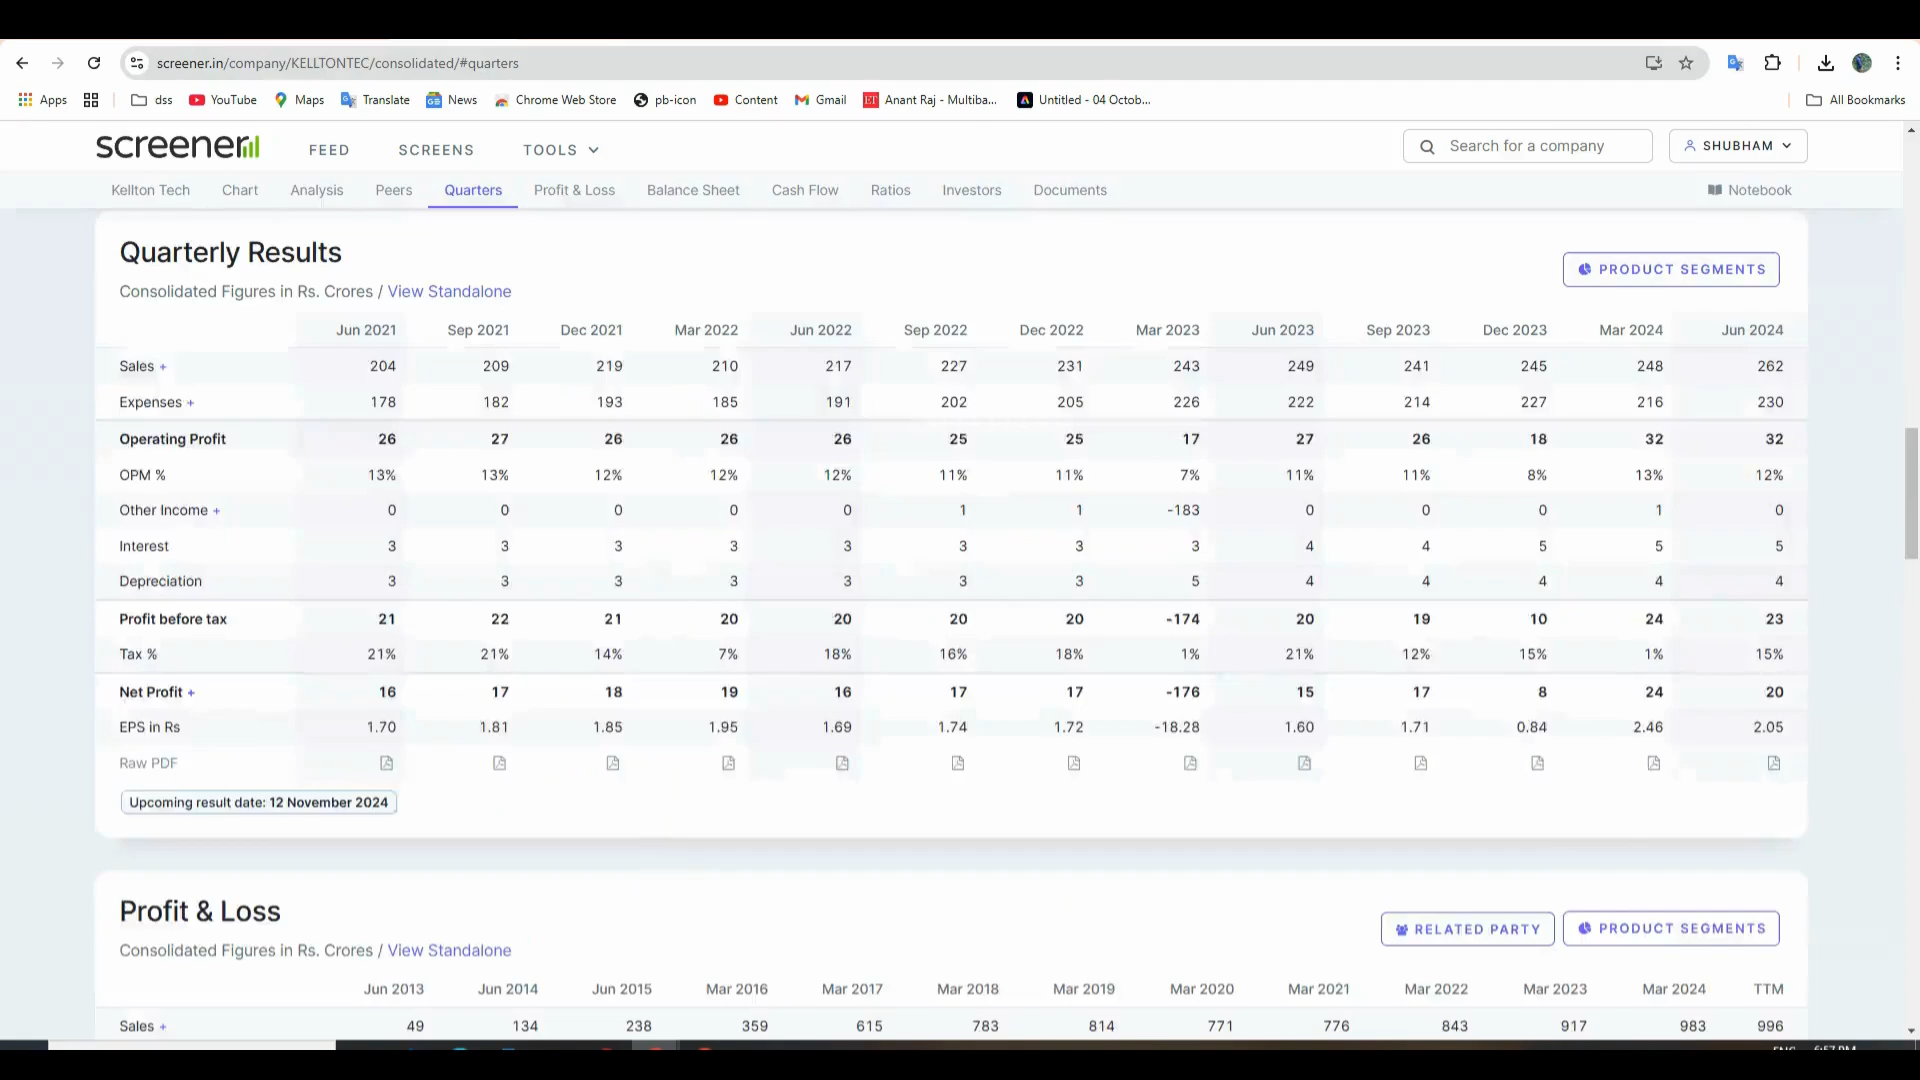 screener.in/company/KELLTONTEC/consolidated/#quarters
Apps dss YouTube Maps Translate News Chrome Web Store pb-icon Content Gmail Anant Raj - Multiba... Untitled - 04 Octob... All Bookmarks
screener FEED SCREENS TOOLS Search for a company SHUBHAM
Kellton Tech Chart Analysis Peers Quarters Profit & Loss Balance Sheet Cash Flow Ratios Investors Documents Notebook
Quarterly Results
PRODUCT SEGMENTS
Consolidated Figures in Rs. Crores / View Standalone
Jun 2021 Sep 2021 Dec 2021 Mar 2022 Jun 2022 Sep 2022 Dec 2022 Mar 2023 Jun 2023 Sep 2023 Dec 2023 Mar 2024 Jun 2024
Sales + 204 209 219 210 217 227 231 243 249 241 245 248 262
Expenses + 178 182 193 185 191 202 205 226 222 214 227 216 230
Operating Profit 26 27 26 26 26 25 25 17 27 26 18 32 32
OPM % 13% 13% 12% 12% 12% 11% 11% 7% 11% 11% 8% 13% 12%
Other Income + 0 0 0 0 0 1 1 -183 0 0 0 1 0
Interest 3 3 3 3 3 3 3 3 4 4 5 5 5
Depreciation 3 3 3 3 3 3 3 5 4 4 4 4 4
Profit before tax 21 22 21 20 20 20 20 -174 20 19 10 24 23
Tax % 21% 21% 14% 7% 18% 16% 18% 1% 21% 12% 15% 1% 15%
Net Profit + 16 17 18 19 16 17 17 -176 15 17 8 24 20
EPS in Rs 1.70 1.81 1.85 1.95 1.69 1.74 1.72 -18.28 1.60 1.71 0.84 2.46 2.05
Raw PDF
Upcoming result date: 12 November 2024
Profit & Loss
RELATED PARTY PRODUCT SEGMENTS
Consolidated Figures in Rs. Crores / View Standalone
Jun 2013 Jun 2014 Jun 2015 Mar 2016 Mar 2017 Mar 2018 Mar 2019 Mar 2020 Mar 2021 Mar 2022 Mar 2023 Mar 2024 TTM
Sales + 49 134 238 359 615 783 814 771 776 843 917 983 996